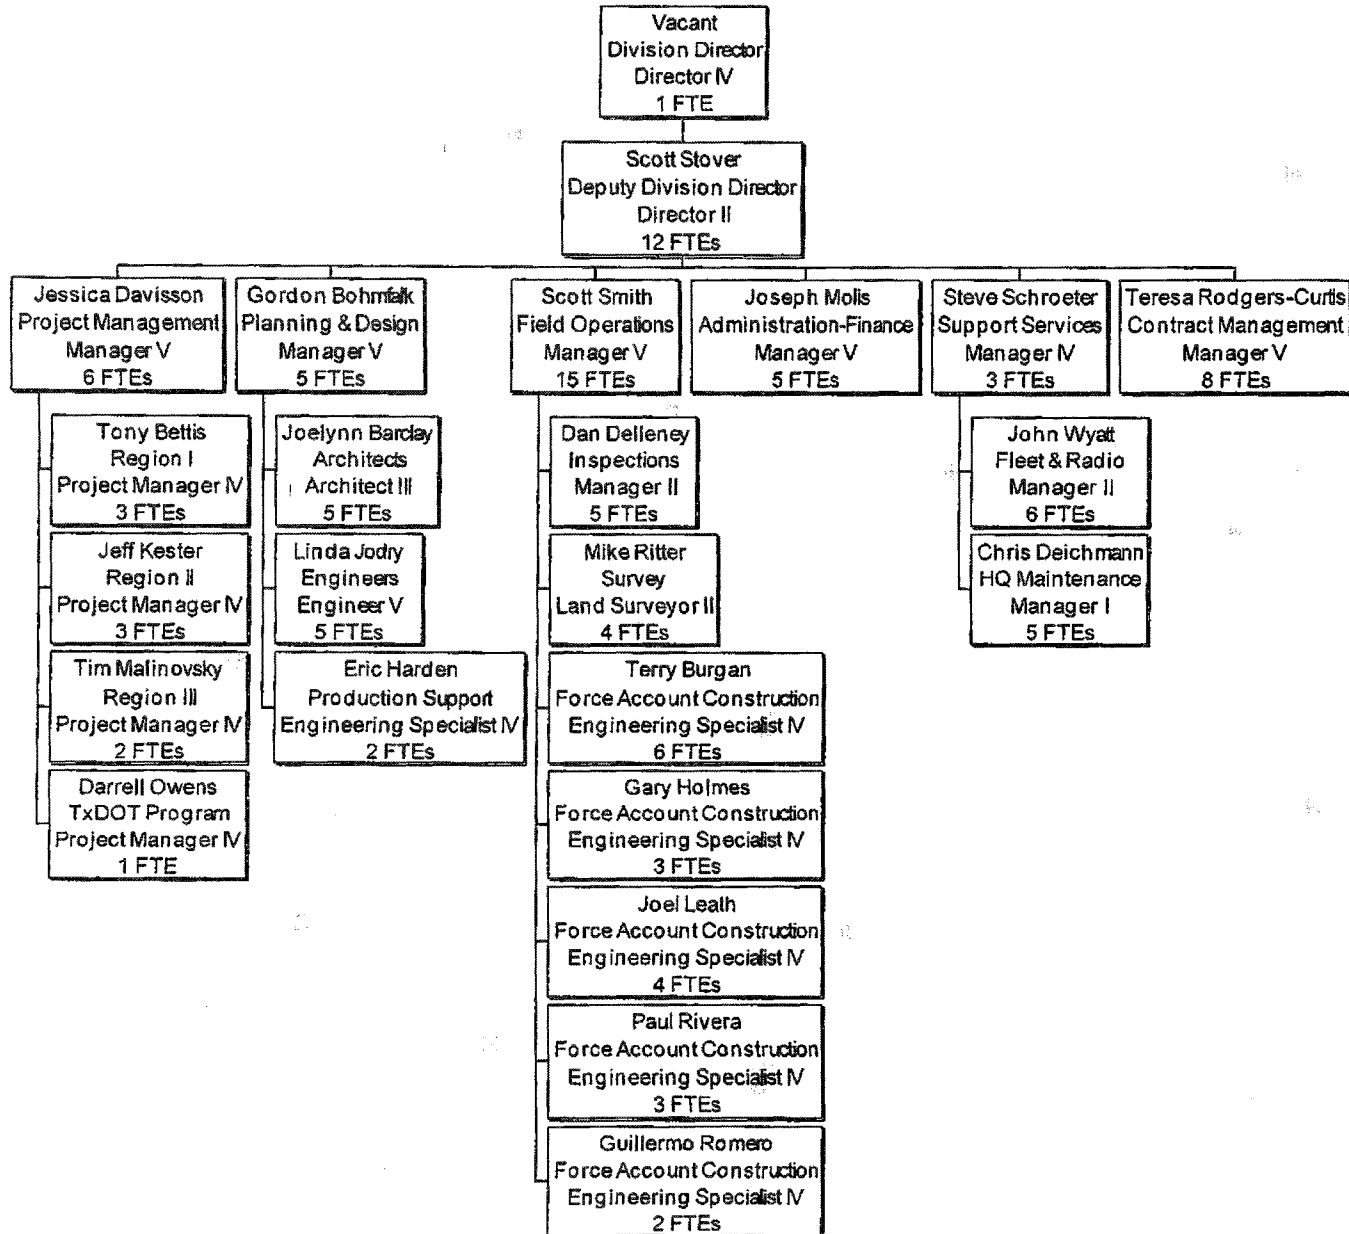 Vacant
Division Director
Director IV
1 FTE
Scott Stover
Deputy Division Director
Director II
12 FTEs
Jessica Davisson
Project Management
Manager V
6 FTEs
Gordon Bohmfalk
Planning & Design
Manager V
5 FTEs
Scott Smith
Field Operations
Manager V
15 FTEs
Joseph Molis
Administration-Finance
Manager V
5 FTEs
Steve Schroeter
Support Services
Manager IV
3 FTEs
Teresa Rodgers-Curtis
Contract Management
Manager V
8 FTEs
Tony Bettis
Region I
Project Manager IV
3 FTEs
Jeff Kester
Region II
Project Manager IV
3 FTEs
Tim Malinovsky
Region III
Project Manager IV
2 FTEs
Darrell Owens
TxDOT Program
Project Manager IV
1 FTE
Joelynn Barclay
Architects
Architect III
5 FTEs
Linda Jodry
Engineers
Engineer V
5 FTEs
Eric Harden
Production Support
Engineering Specialist IV
2 FTEs
Dan Delleney
Inspections
Manager II
5 FTEs
Mike Ritter
Survey
Land Surveyor II
4 FTEs
Terry Burgan
Force Account Construction
Engineering Specialist IV
6 FTEs
Gary Holmes
Force Account Construction
Engineering Specialist IV
3 FTEs
Joel Leath
Force Account Construction
Engineering Specialist IV
4 FTEs
Paul Rivera
Force Account Construction
Engineering Specialist IV
3 FTEs
Guillermo Romero
Force Account Construction
Engineering Specialist IV
2 FTEs
John Wyatt
Fleet & Radio
Manager II
6 FTEs
Chris Deichmann
HQ Maintenance
Manager I
5 FTEs